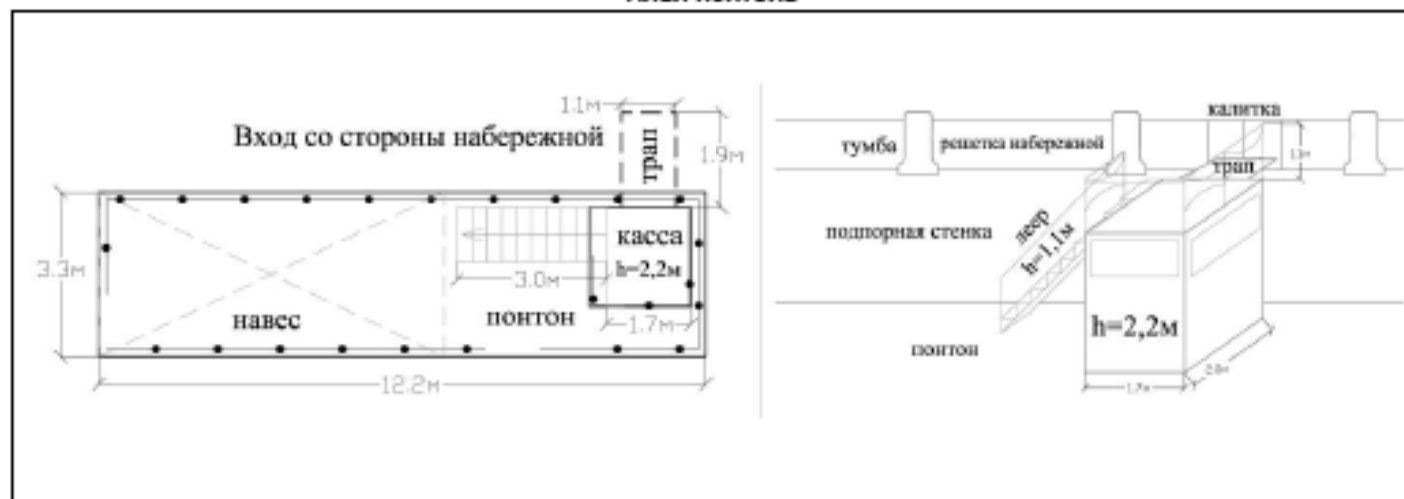 1.1м
Вход со стороны набережной
трап
1.9м
3.3м
касса
h=2,2м
3.0м
навес
понтон
1.7м
12.2м
калитка
тумба
решетка набережной
трап
подпорная стенка
леер
h=1,1м
h=2,2м
понтон